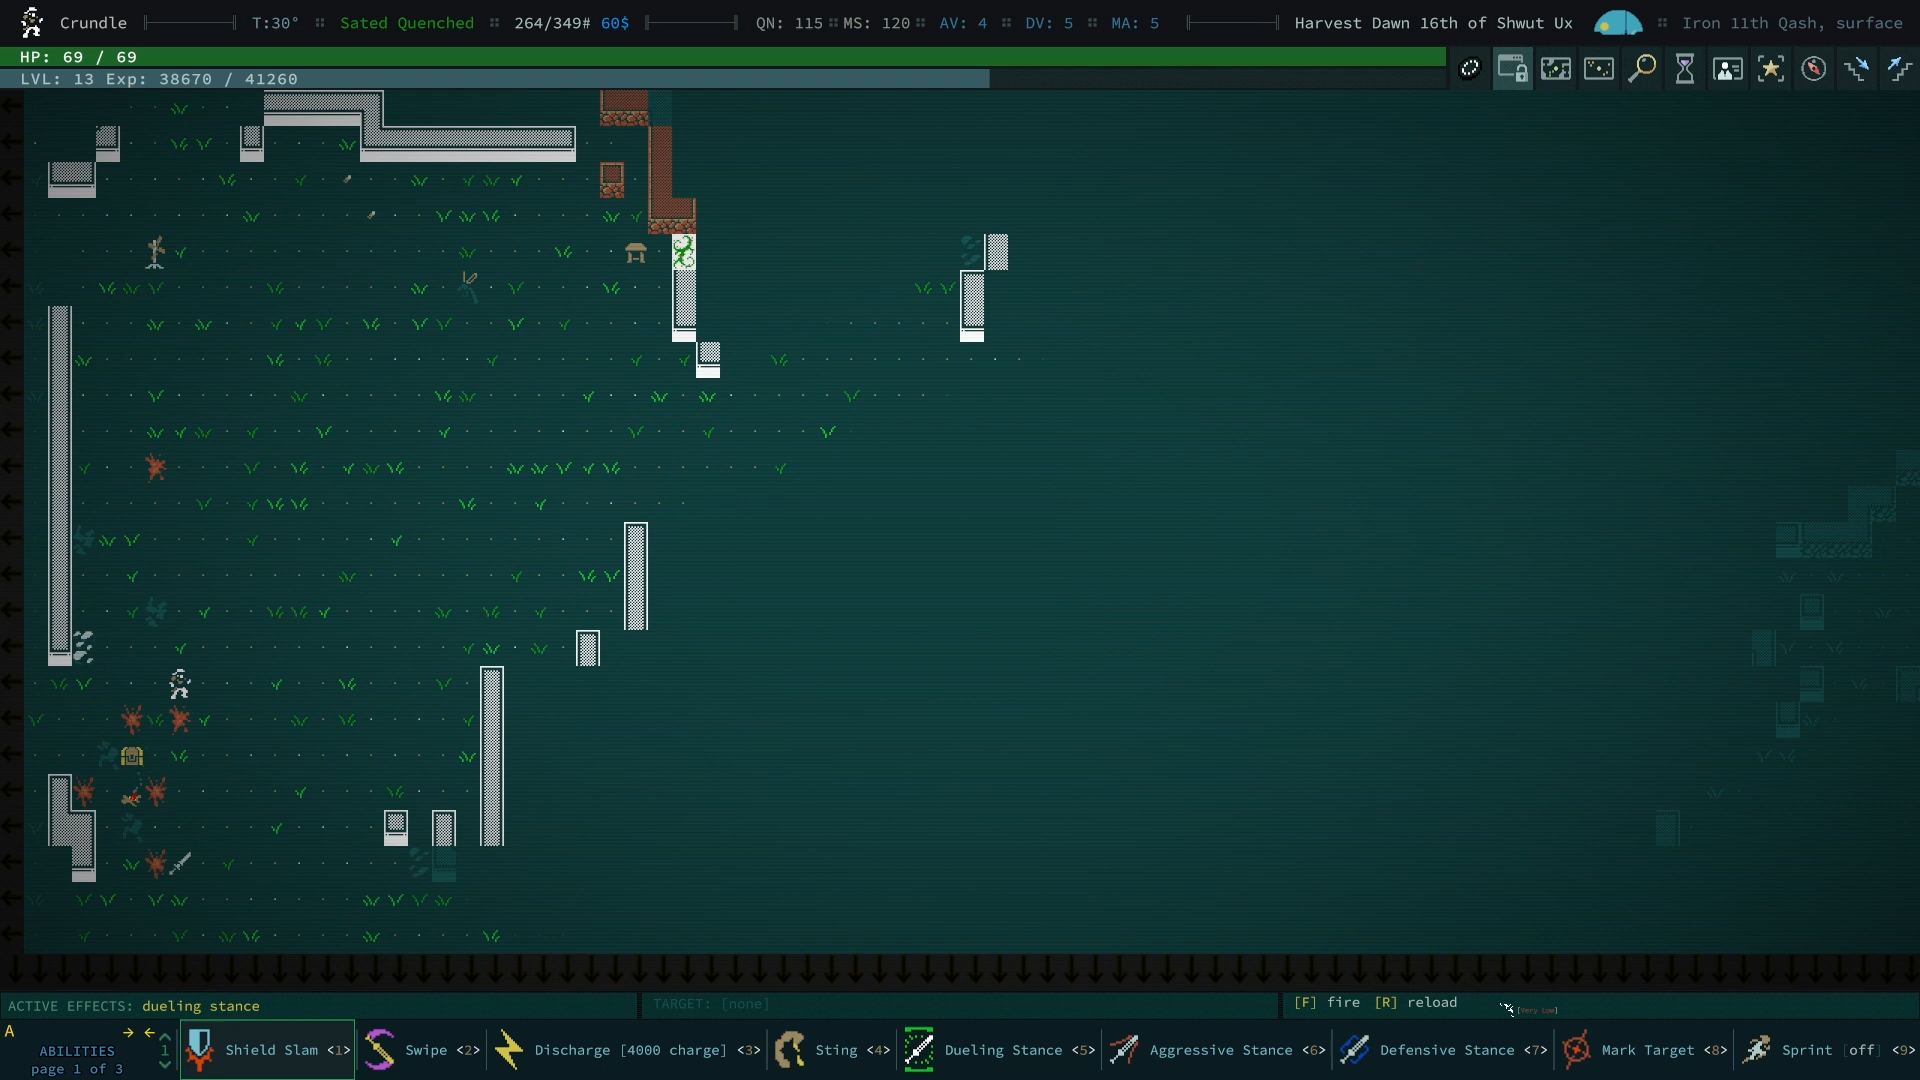 Crundle T:30° Sated Quenched 264/349# 60$ QN: 115 MS: 120 AV: 4 DV: 5 MA: 5 Harvest Dawn 16th of Shwut Ux Iron 11th Qash, surface
HP: 69 / 69
LVL: 13 Exp: 38670 / 41260
ACTIVE EFFECTS: dueling stance TARGET: [none] [F] fire [R] reload [Very Low]
A
ABILITIES
page 1 of 3
1
Shield Slam <1> Swipe <2> Discharge [4000 charge] <3> Sting <4> Dueling Stance <5> Aggressive Stance <6> Defensive Stance <7> Mark Target <8> Sprint [off] <9>